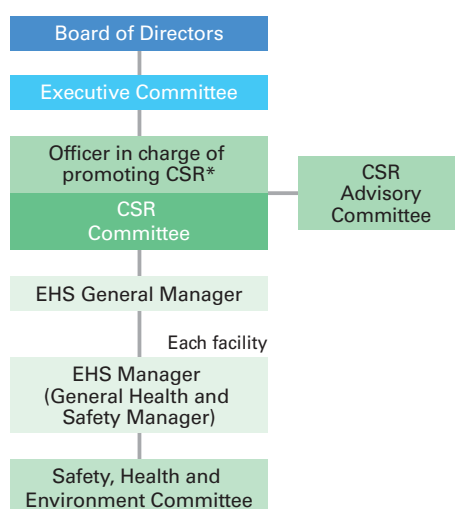 Board of Directors
Executive Committee
Officer in charge of
promoting CSR*
CSR
Committee
CSR
Advisory
Committee
EHS General Manager
Each facility
EHS Manager
(General Health and
Safety Manager)
Safety, Health and
Environment Committee